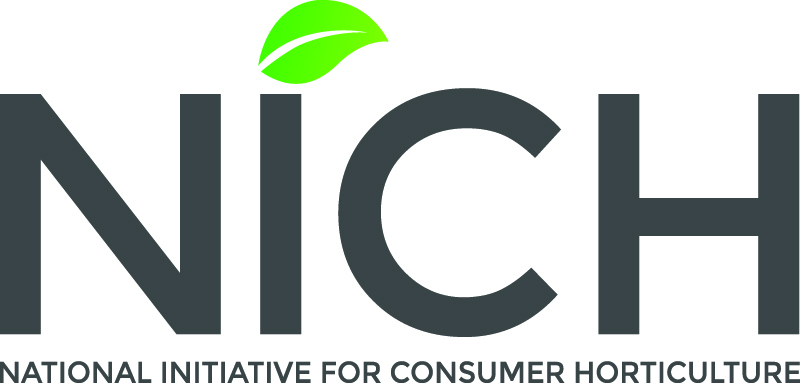 NICH
NATIONAL INITIATIVE FOR CONSUMER HORTICULTURE